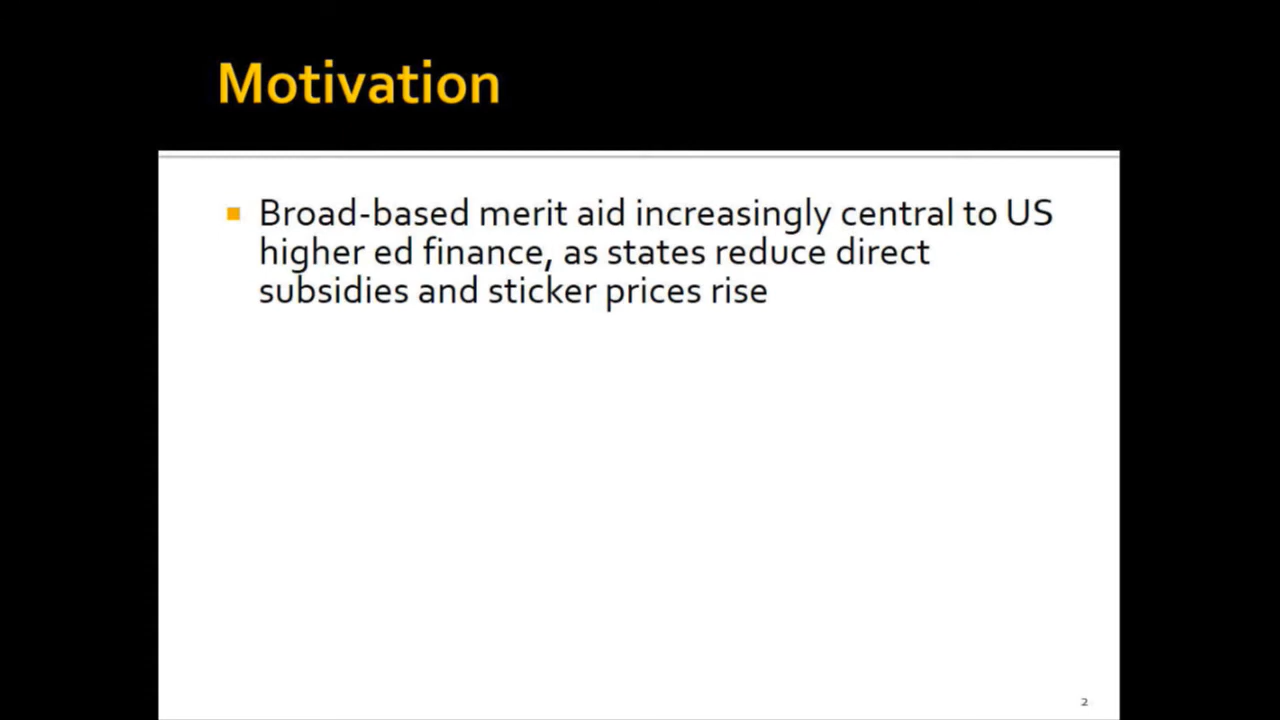 Motivation
Broad-based merit aid increasingly central to US
higher ed finance, as states reduce direct
subsidies and sticker prices rise
2